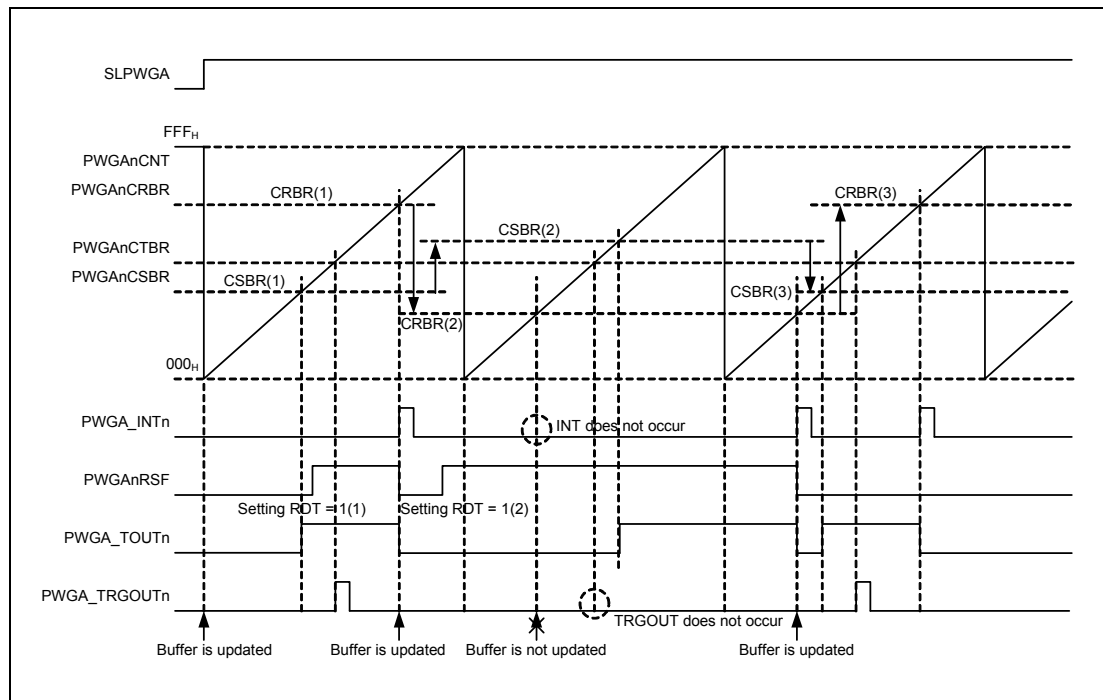 SLPWGA
FFFH
PWGAnCNT
PWGAnCRBR
CRBR(1)
CRBR(3)
CSBR(2)
PWGAnCTBR
PWGAnCSBR
CSBR(1)
CSBR(3)
CRBR(2)
000H
PWGA_INTn
INT does not occur
PWGAnRSF
Setting RDT = 1(1)
Setting RDT = 1(2)
PWGA_TOUTn
PWGA_TRGOUTn
TRGOUT does not occur
Buffer is updated
Buffer is updated
Buffer is not updated
Buffer is updated